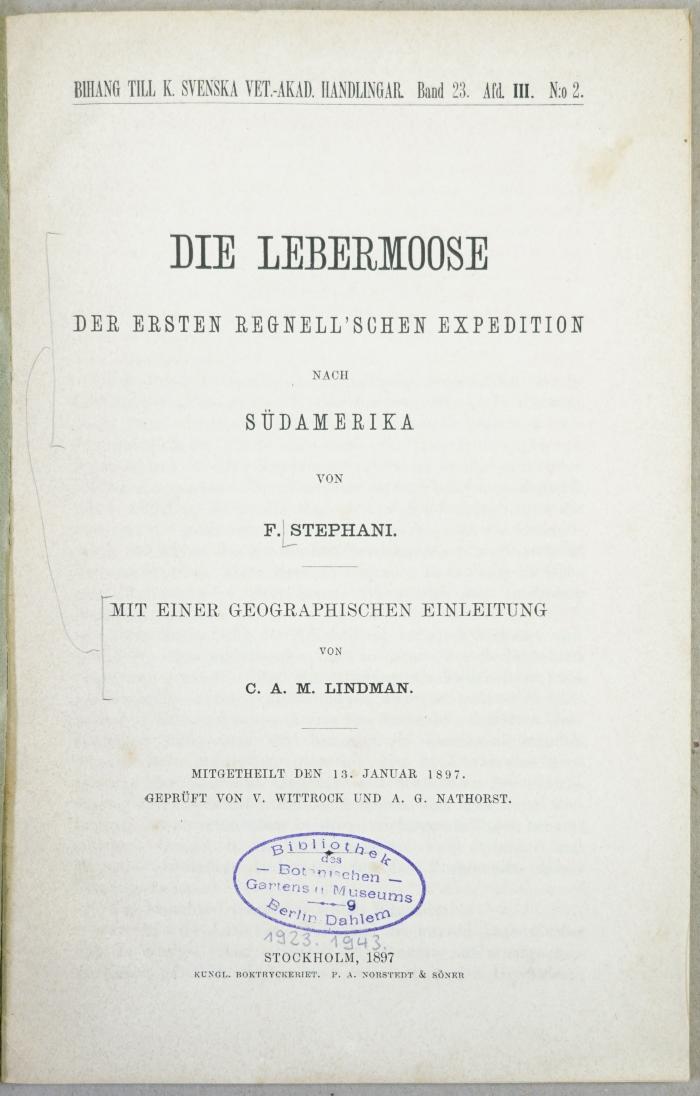 BIHANG TILL K. SVENSKA VET.-AKAD. HANDLINGAR. Band 23. Afd. III. N:o 2.
DIE LEBERMOOSE
DER ERSTEN REGNELL'SCHEN EXPEDITION
NACH
SÜDAMERIKA
VON
F. STEPHANI.
MIT EINER GEOGRAPHISCHEN EINLEITUNG
VON
C. A. M. LINDMAN.
MITGETHEILT DEN 13. JANUAR 1897.
GEPRÜFT VON V. WITTROCK UND A. G. NATHORST.
Bibliothek
des
— Botanischen —
Gartens u Museums
9
Berlin Dahlem
1923. 1943.
STOCKHOLM, 1897
KUNGL. BOKTRYCKERIET. P. A. NORSTEDT & SÖNER